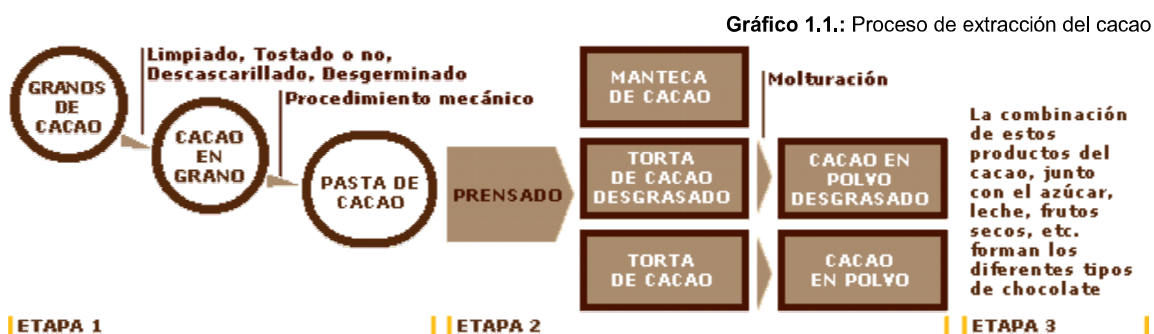 Gráfico 1.1.: Proceso de extracción del cacao
GRANOS
DE
CACAO
Limpiado, Tostado o no,
Descascarillado, Desgerminado
CACAO
EN
GRANO
Procedimiento mecánico
PASTA DE
CACAO
PRENSADO
MANTECA
DE CACAO
TORTA
DE CACAO
DESGRASADO
TORTA
DE CACAO
Molturación
CACAO EN
POLVO
DESGRASADO
CACAO
EN POLVO
La combinación
de estos
productos del
cacao, junto
con el azúcar,
leche, frutos
secos, etc.
forman los
diferentes tipos
de chocolate
ETAPA 1
ETAPA 2
ETAPA 3